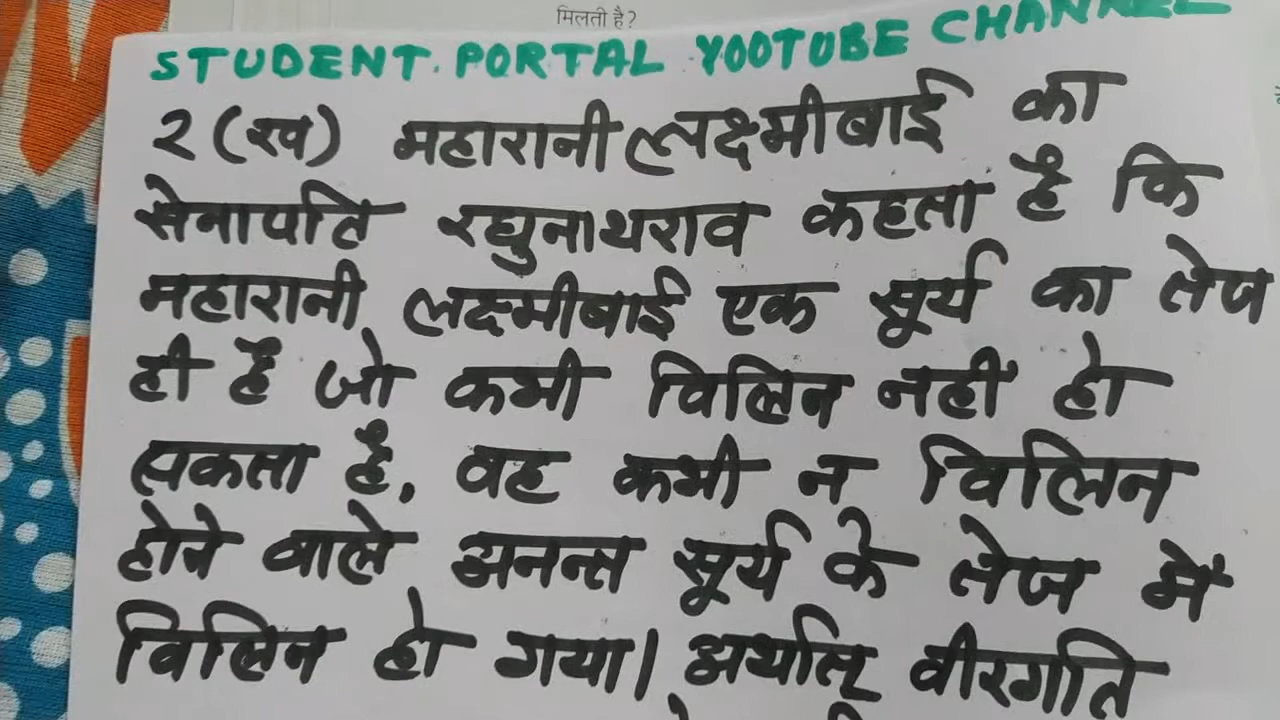 मिलती है?
STUDENT.PORTAL YOOTUBE CHANNEL
२ (ख) महारानी लक्ष्मीबाई का
सेनापति रघुनाथराव कहता है कि
महारानी लक्ष्मीबाई एक सूर्य का तेज
ही है जो कभी विलिन नहीं हो
सकता है, वह कभी न विलिन
होने वाले अनन्त सूर्य के तेज में
विलिन हो गया। अर्थात् वीरगति